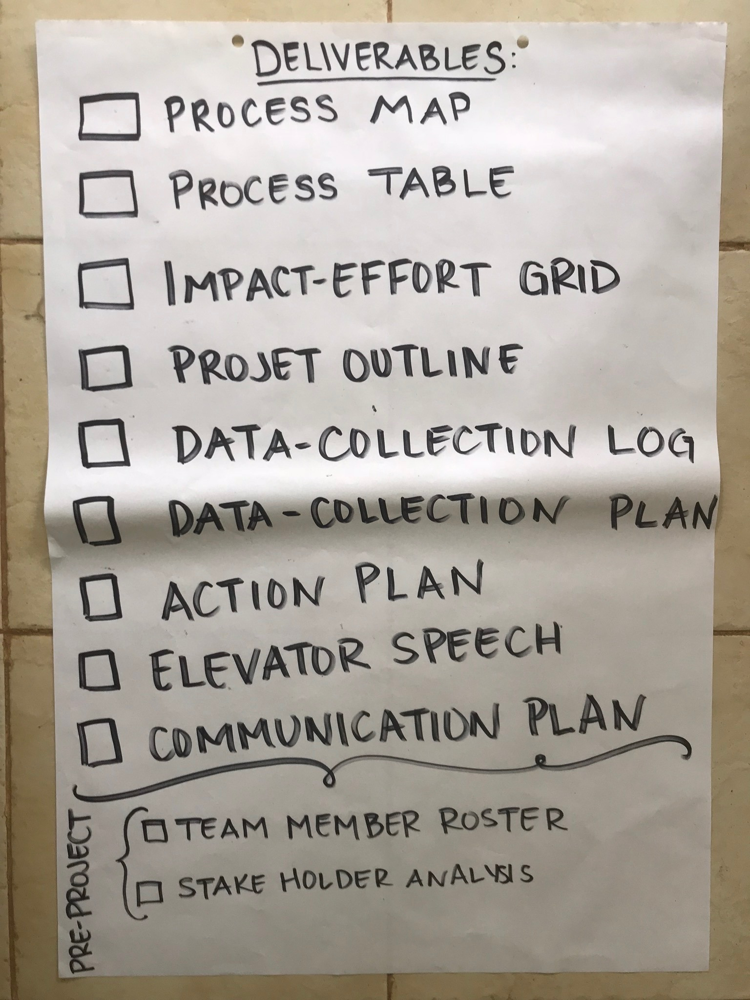 DELIVERABLES:
PROCESS MAP
PROCESS TABLE
IMPACT-EFFORT GRID
PROJET OUTLINE
DATA-COLLECTION LOG
DATA-COLLECTION PLAN
ACTION PLAN
ELEVATOR SPEECH
COMMUNICATION PLAN
PRE-PROJECT
TEAM MEMBER ROSTER
STAKE HOLDER ANALYSIS